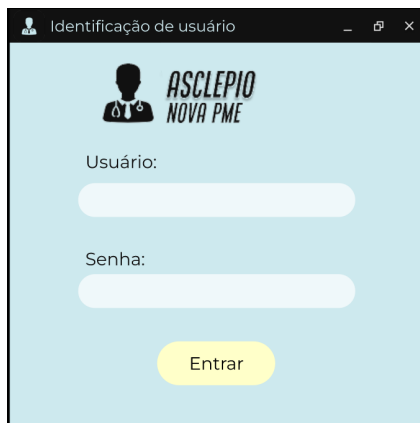 Identificação de usuário
ASCLEPIO
NOVA PME
Usuário:
Senha:
Entrar